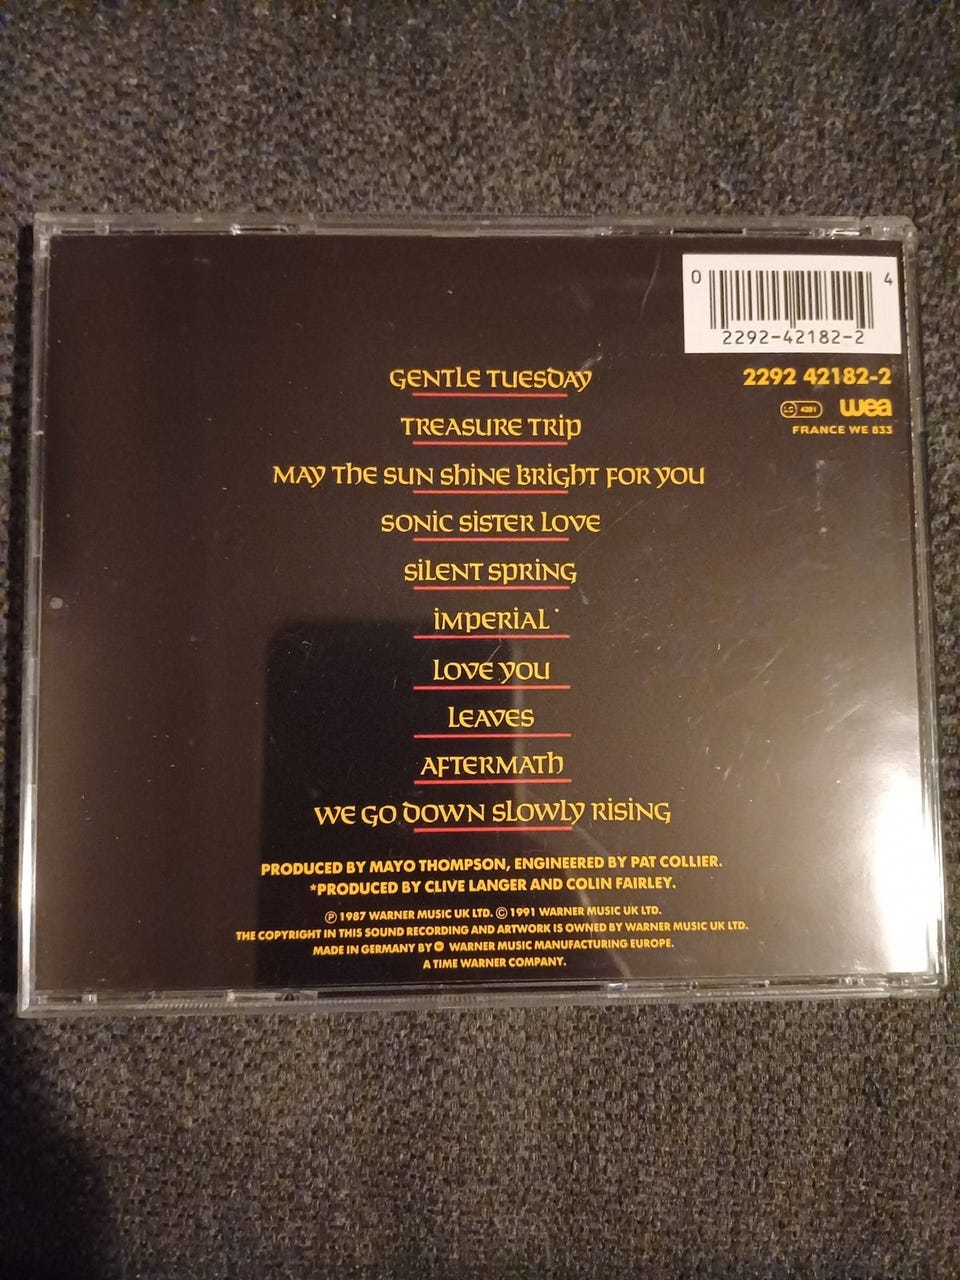 0 4
2292-42182-2
2292 42182-2
LC 4281 wea
FRANCE WE 833
GENTLE TUESDAY
TREASURE TRIP
MAY THE SUN SHINE BRIGHT FOR YOU
SONIC SISTER LOVE
SILENT SPRING
IMPERIAL*
LOVE YOU
LEAVES
AFTERMATH
WE GO DOWN SLOWLY RISING
PRODUCED BY MAYO THOMPSON, ENGINEERED BY PAT COLLIER.
*PRODUCED BY CLIVE LANGER AND COLIN FAIRLEY.
℗ 1987 WARNER MUSIC UK LTD. © 1991 WARNER MUSIC UK LTD.
THE COPYRIGHT IN THIS SOUND RECORDING AND ARTWORK IS OWNED BY WARNER MUSIC UK LTD.
MADE IN GERMANY BY WARNER MUSIC MANUFACTURING EUROPE.
A TIME WARNER COMPANY.